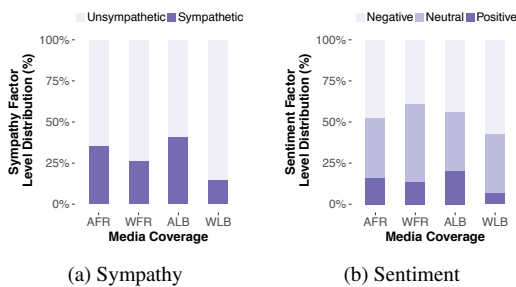 Unsympathetic Sympathetic
100%
75%
50%
25%
0%
Sympathy Factor
Level Distribution (%)
AFR WFR ALB WLB
Media Coverage
(a) Sympathy
Negative Neutral Positive
100%
75%
50%
25%
0%
Sentiment Factor
Level Distribution (%)
AFR WFR ALB WLB
Media Coverage
(b) Sentiment